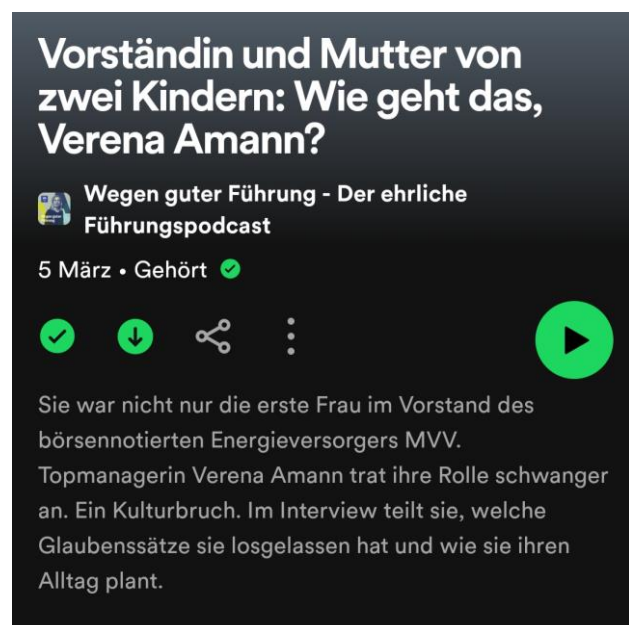 Vorständin und Mutter von
zwei Kindern: Wie geht das,
Verena Amann?
Wegen guter Führung - Der ehrliche
Führungspodcast
5 März • Gehört
Sie war nicht nur die erste Frau im Vorstand des
börsennotierten Energieversorgers MVV.
Topmanagerin Verena Amann trat ihre Rolle schwanger
an. Ein Kulturbruch. Im Interview teilt sie, welche
Glaubenssätze sie losgelassen hat und wie sie ihren
Alltag plant.